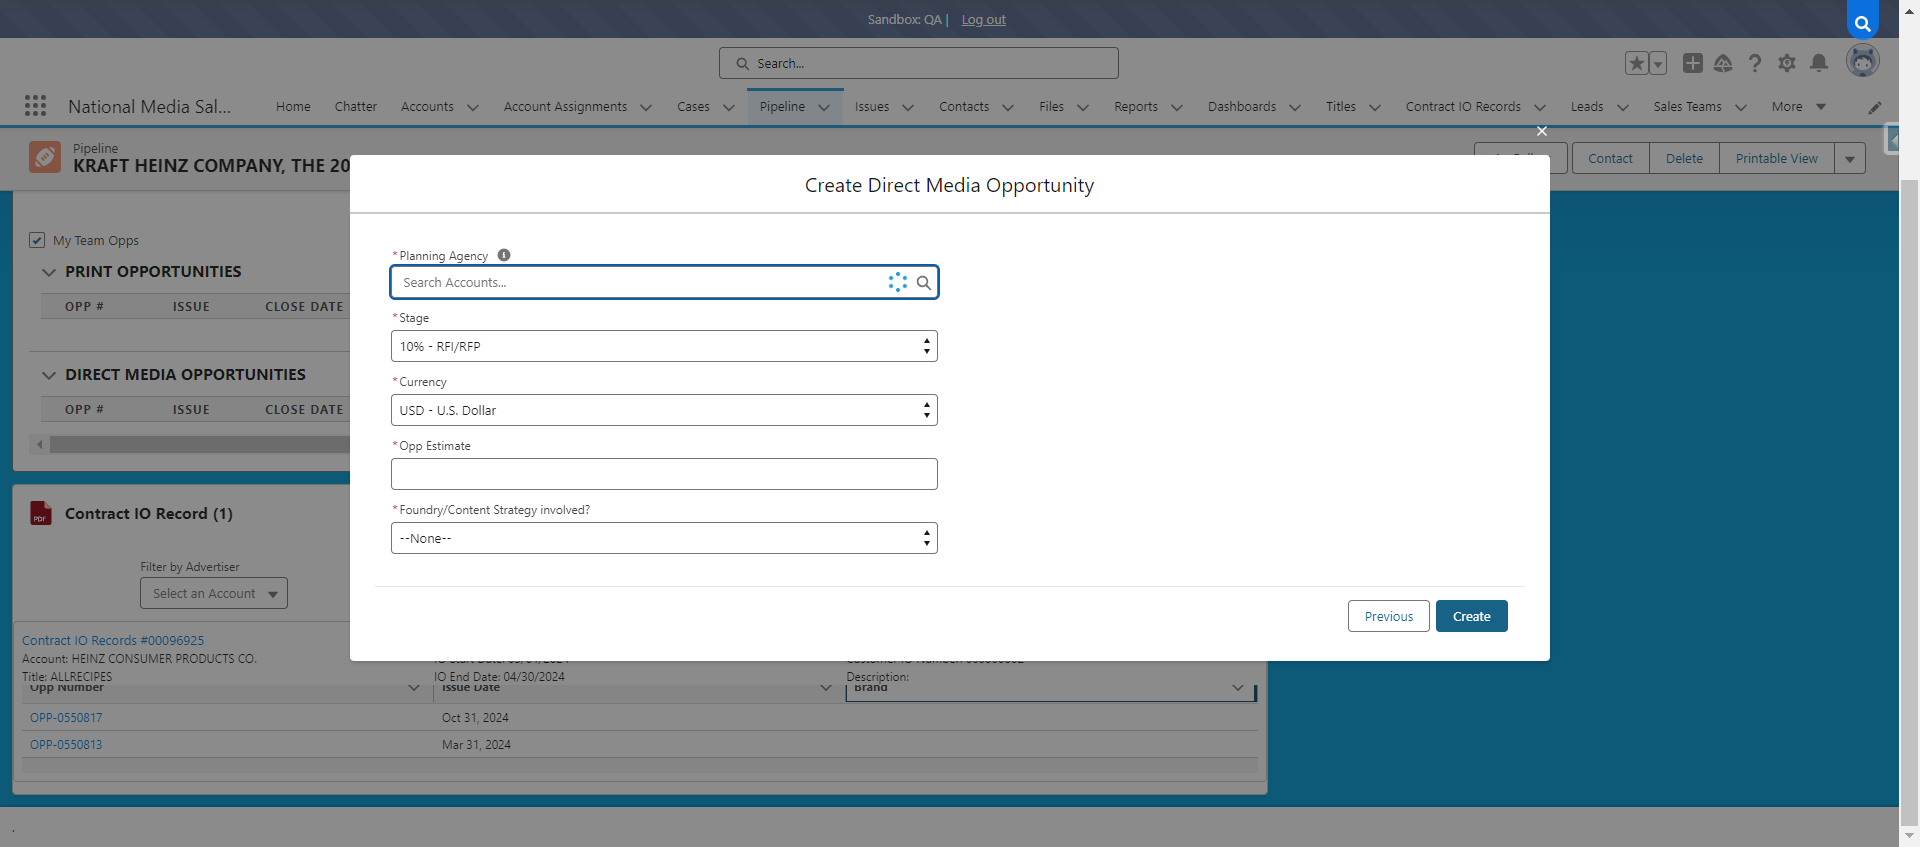 Sandbox: QA | Log out
Search...
National Media Sal...
Home
Chatter
Accounts
Account Assignments
Cases
Pipeline
Issues
Contacts
Files
Reports
Dashboards
Titles
Contract IO Records
Leads
Sales Teams
More
Pipeline
KRAFT HEINZ COMPANY, THE 20
Contact
Delete
Printable View
Create Direct Media Opportunity
My Team Opps
PRINT OPPORTUNITIES
OPP # ISSUE CLOSE DATE
DIRECT MEDIA OPPORTUNITIES
OPP # ISSUE CLOSE DATE
*Planning Agency
Search Accounts...
*Stage
10% - RFI/RFP
*Currency
USD - U.S. Dollar
*Opp Estimate
*Foundry/Content Strategy involved?
--None--
Previous
Create
PDF
Contract IO Record (1)
Filter by Advertiser
Select an Account
Contract IO Records #00096925
Account: HEINZ CONSUMER PRODUCTS CO.
Title: ALLRECIPES
IO End Date: 04/30/2024
Description:
Opp Number
Issue Date
Brand
OPP-0550817
Oct 31, 2024
OPP-0550813
Mar 31, 2024